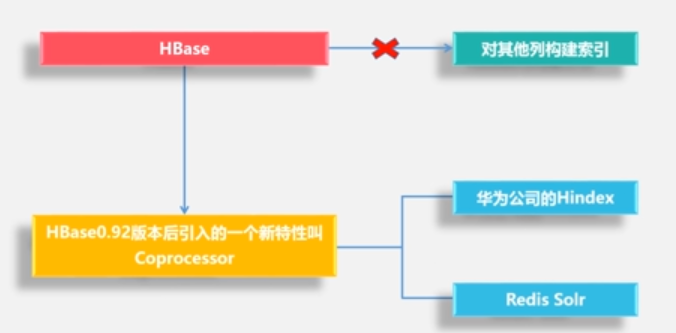 HBase
对其他列构建索引
HBase0.92版本后引入的一个新特性叫
Coprocessor
华为公司的Hindex
Redis Solr